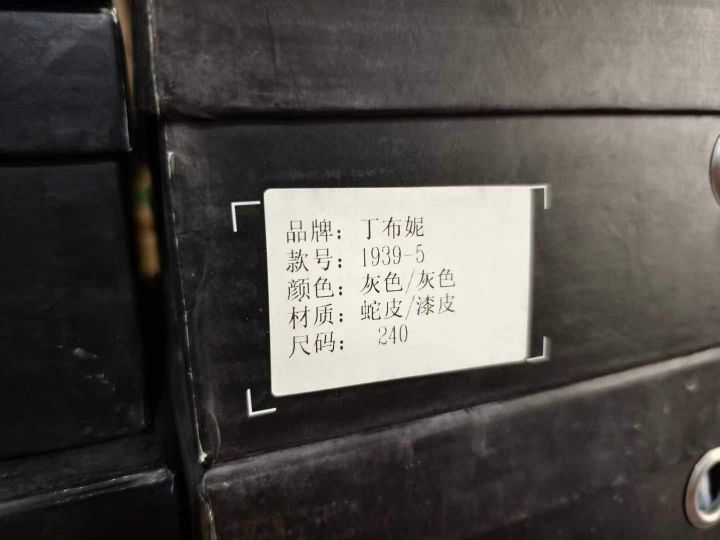 品牌：丁布妮
款号：1939-5
颜色：灰色/灰色
材质：蛇皮/漆皮
尺码： 240